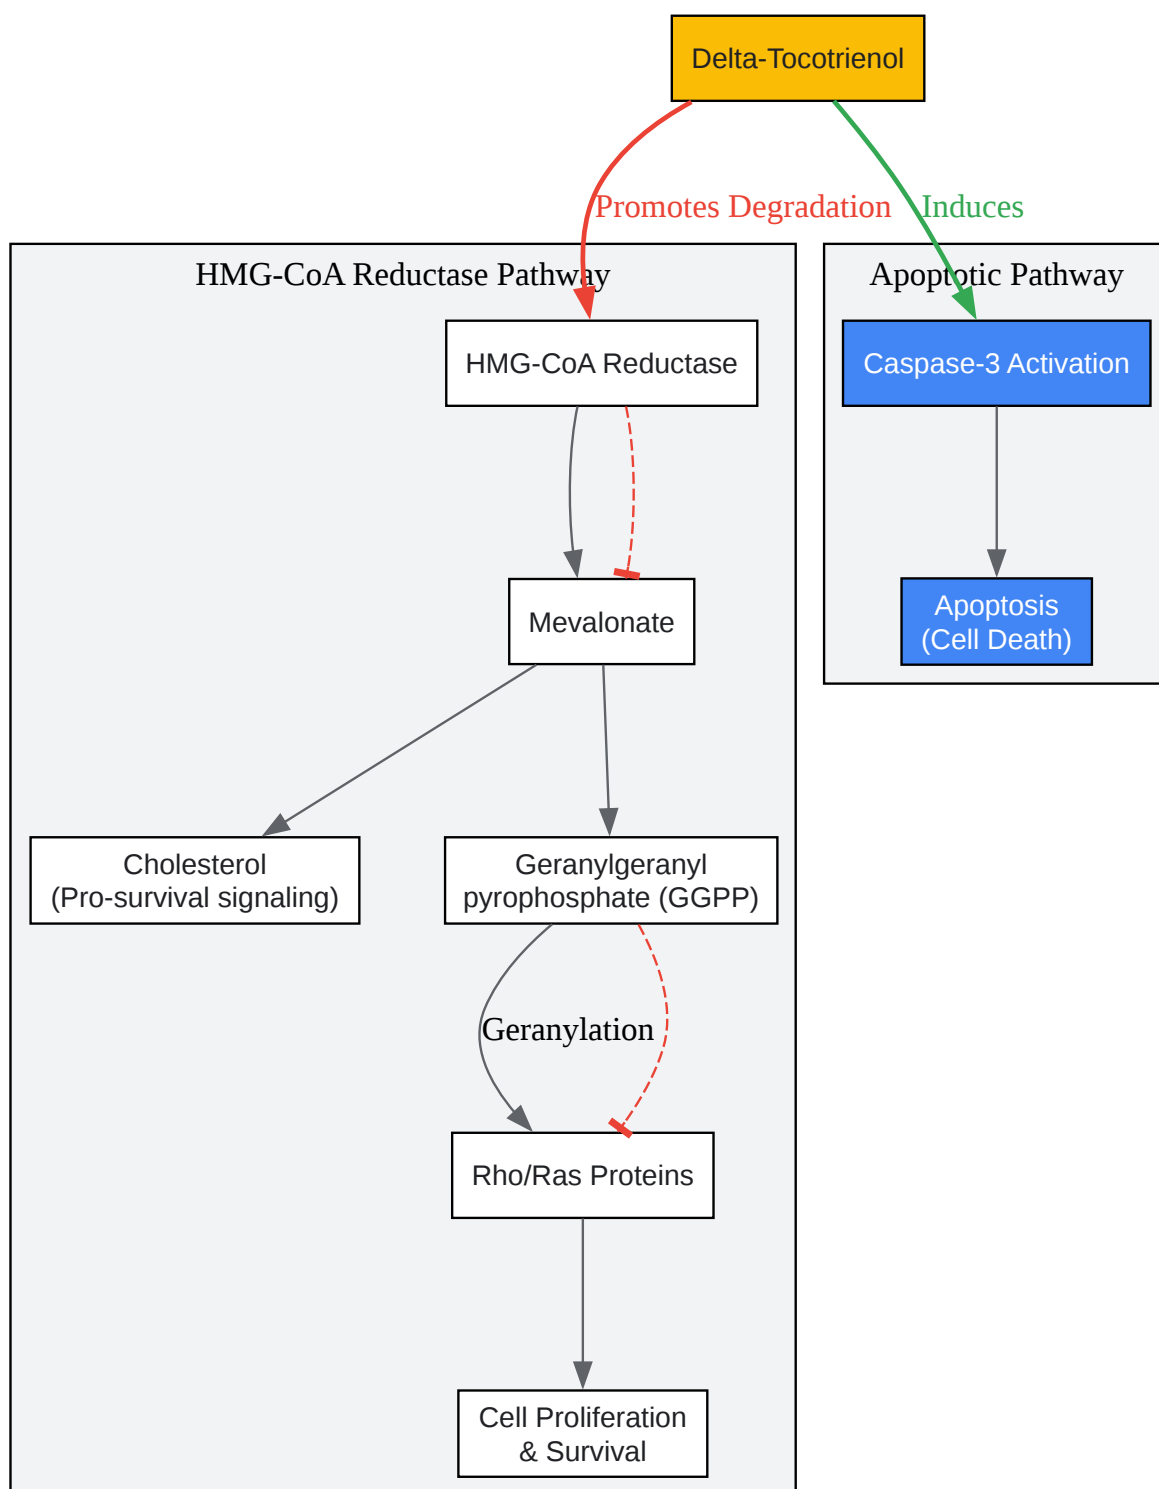 Delta-Tocotrienol
Promotes Degradation
Induces
HMG-CoA Reductase Pathway
Apoptotic Pathway
HMG-CoA Reductase
Caspase-3 Activation
Mevalonate
Apoptosis
(Cell Death)
Cholesterol
(Pro-survival signaling)
Geranylgeranyl
pyrophosphate (GGPP)
Geranylation
Rho/Ras Proteins
Cell Proliferation
& Survival